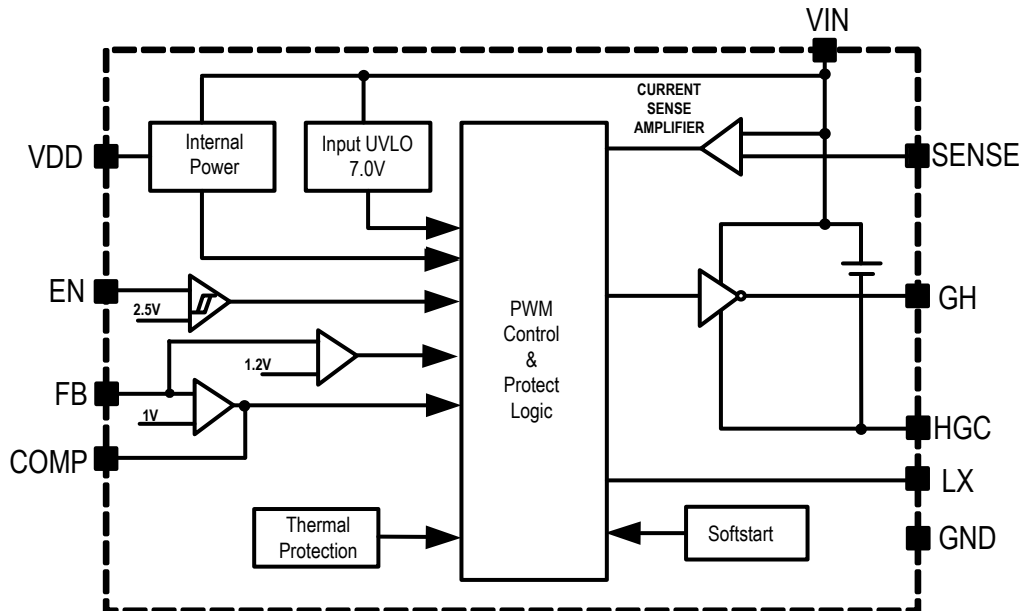 VIN
CURRENT
SENSE
AMPLIFIER
VDD
Internal
Power
Input UVLO
7.0V
SENSE
EN
2.5V
PWM
Control
&
Protect
Logic
GH
1.2V
FB
1V
COMP
HGC
LX
Thermal
Protection
Softstart
GND